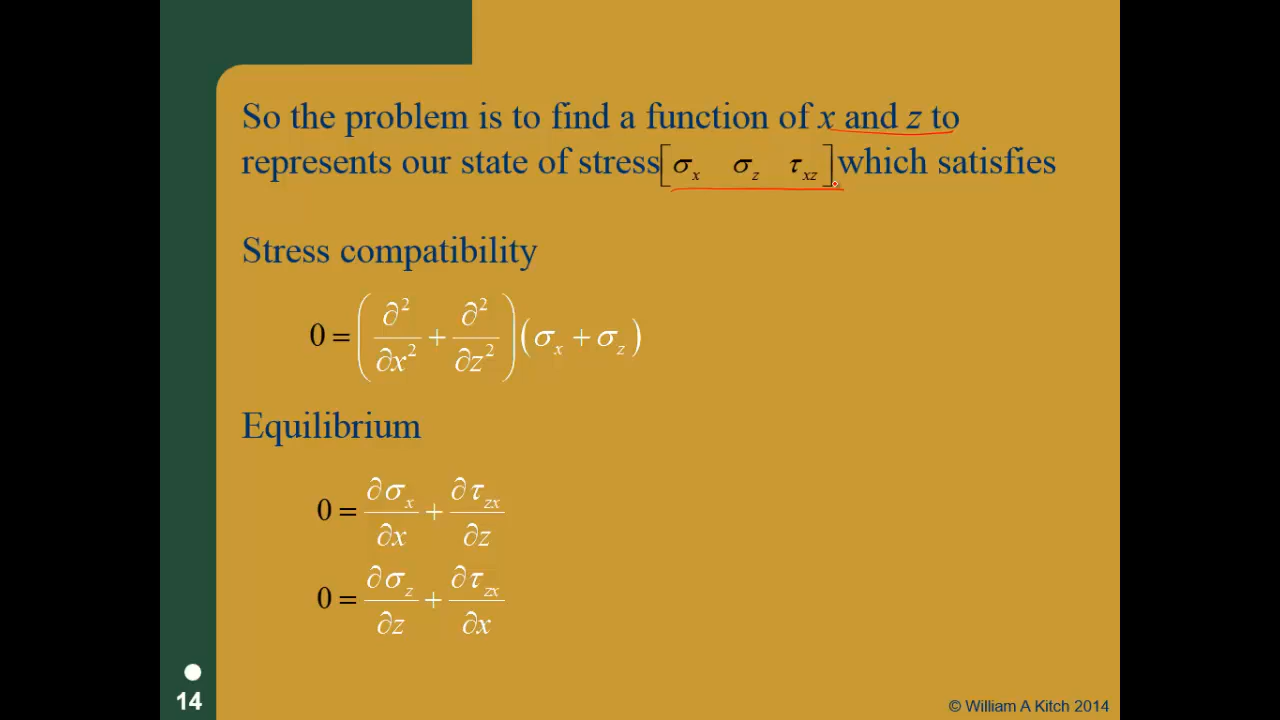 So the problem is to find a function of x and z to
represents our state of stress [σx σz τxz] which satisfies
Stress compatibility
0 = (∂²/∂x² + ∂²/∂z²)(σx + σz)
Equilibrium
0 = ∂σx/∂x + ∂τzx/∂z
0 = ∂σz/∂z + ∂τzx/∂x
14
© William A Kitch 2014